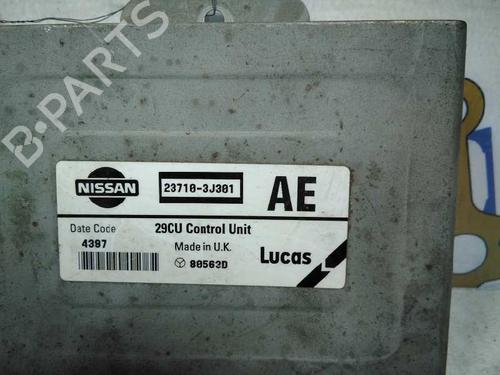 B-PARTS
NISSAN
23710-3J301
AE
Date Code
29CU Control Unit
4397
Made in U.K.
80563D
Lucas